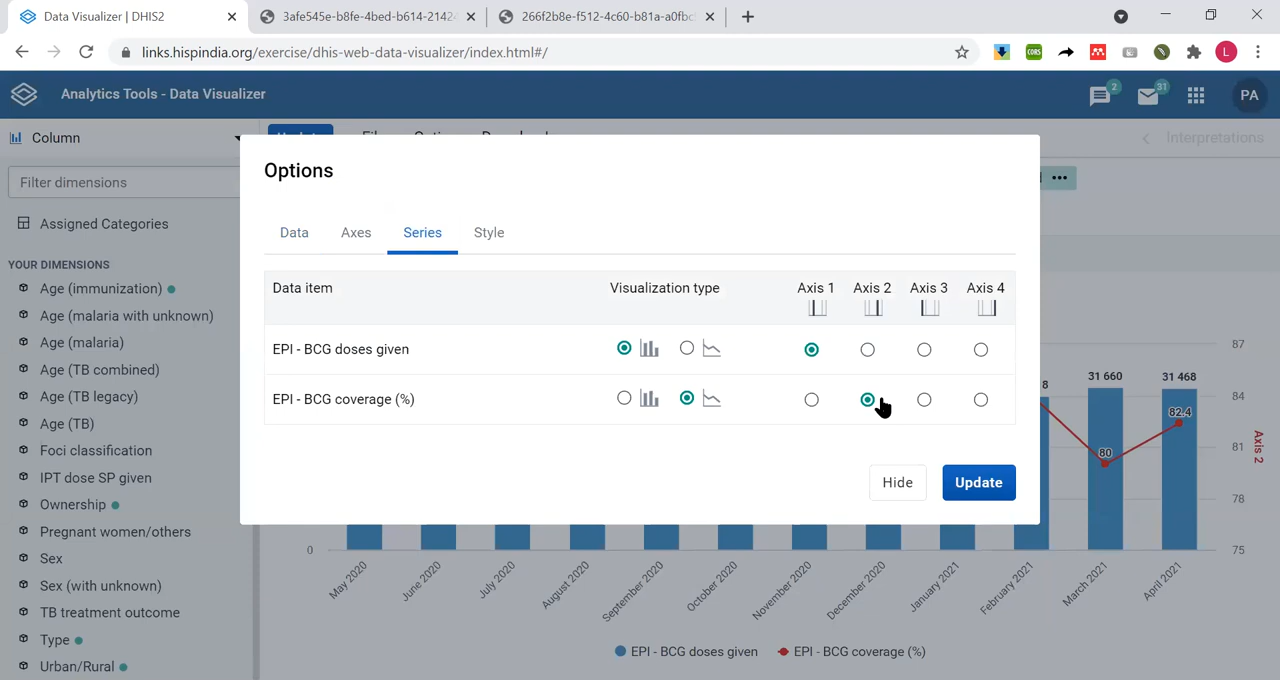 Data Visualizer | DHIS2
3afe545e-b8fe-4bed-b614-21424
266f2b8e-f512-4c60-b81a-a0fbc
links.hispindia.org/exercise/dhis-web-data-visualizer/index.html#/
CORS
L
Analytics Tools - Data Visualizer
2
31
PA
Column
Interpretations
Filter dimensions
Assigned Categories
YOUR DIMENSIONS
Age (immunization)
Age (malaria with unknown)
Age (malaria)
Age (TB combined)
Age (TB legacy)
Age (TB)
Foci classification
IPT dose SP given
Ownership
Pregnant women/others
Sex
Sex (with unknown)
TB treatment outcome
Type
Urban/Rural
Options
Data Axes Series Style
Data item Visualization type Axis 1 Axis 2 Axis 3 Axis 4
EPI - BCG doses given
EPI - BCG coverage (%)
Hide Update
87
8 31 660 31 468
84
82.4
81
Axis 2
80
78
0 75
May 2020 June 2020 July 2020 August 2020 September 2020 October 2020 November 2020 December 2020 January 2021 February 2021 March 2021 April 2021
EPI - BCG doses given EPI - BCG coverage (%)